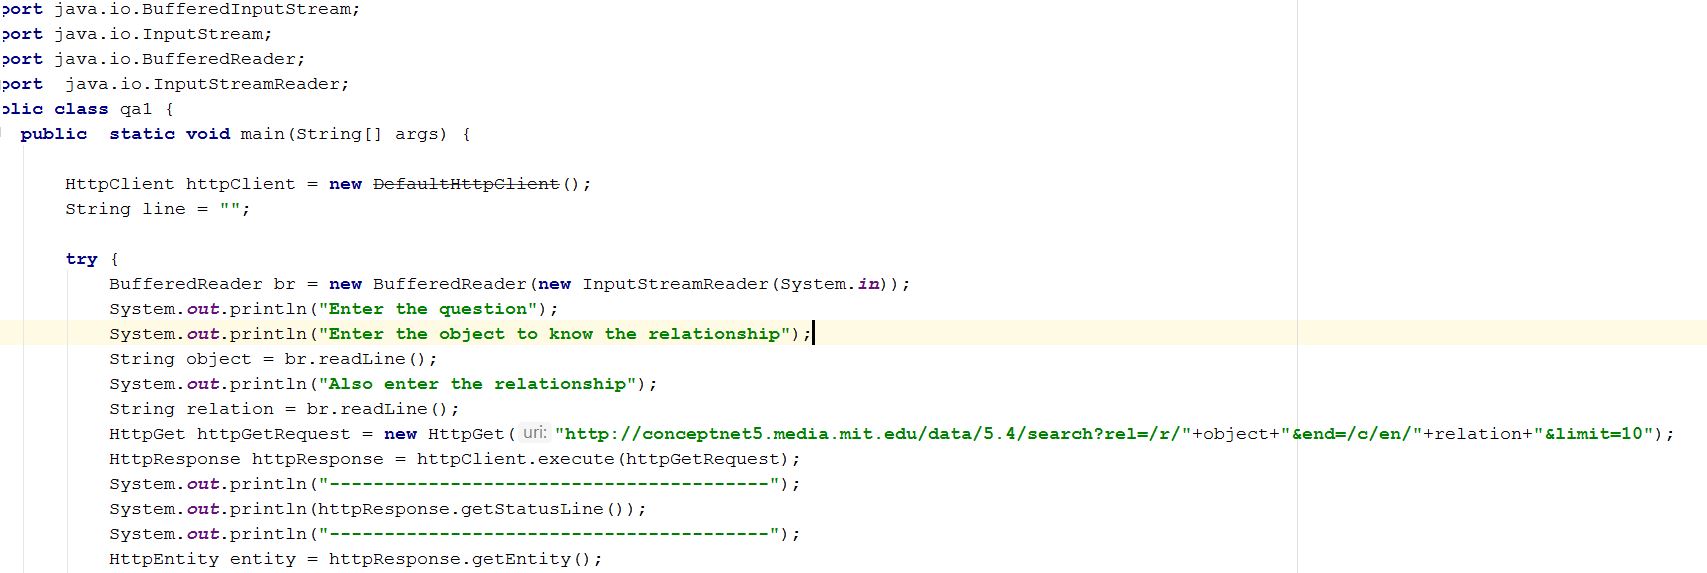 port java.io.BufferedInputStream;
port java.io.InputStream;
port java.io.BufferedReader;
port  java.io.InputStreamReader;
blic class qa1 {
public  static void main(String[] args) {
HttpClient httpClient = new DefaultHttpClient();
String line = "";
try {
BufferedReader br = new BufferedReader(new InputStreamReader(System.in));
System.out.println("Enter the question");
System.out.println("Enter the object to know the relationship");
String object = br.readLine();
System.out.println("Also enter the relationship");
String relation = br.readLine();
HttpGet httpGetRequest = new HttpGet( uri: "http://conceptnet5.media.mit.edu/data/5.4/search?rel=/r/"+object+"&end=/c/en/"+relation+"&limit=10");
HttpResponse httpResponse = httpClient.execute(httpGetRequest);
System.out.println("----------------------------------------");
System.out.println(httpResponse.getStatusLine());
System.out.println("----------------------------------------");
HttpEntity entity = httpResponse.getEntity();